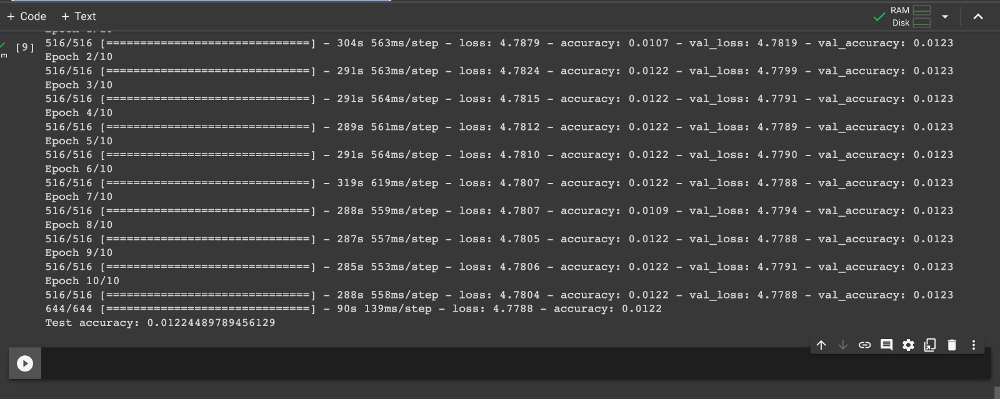 + Code + Text
RAM
Disk
[9]
m
516/516 [==============================] - 304s 563ms/step - loss: 4.7879 - accuracy: 0.0107 - val_loss: 4.7819 - val_accuracy: 0.0123
Epoch 2/10
516/516 [==============================] - 291s 563ms/step - loss: 4.7824 - accuracy: 0.0122 - val_loss: 4.7799 - val_accuracy: 0.0123
Epoch 3/10
516/516 [==============================] - 291s 564ms/step - loss: 4.7815 - accuracy: 0.0122 - val_loss: 4.7791 - val_accuracy: 0.0123
Epoch 4/10
516/516 [==============================] - 289s 561ms/step - loss: 4.7812 - accuracy: 0.0122 - val_loss: 4.7789 - val_accuracy: 0.0123
Epoch 5/10
516/516 [==============================] - 291s 564ms/step - loss: 4.7810 - accuracy: 0.0122 - val_loss: 4.7790 - val_accuracy: 0.0123
Epoch 6/10
516/516 [==============================] - 319s 619ms/step - loss: 4.7807 - accuracy: 0.0122 - val_loss: 4.7788 - val_accuracy: 0.0123
Epoch 7/10
516/516 [==============================] - 288s 559ms/step - loss: 4.7807 - accuracy: 0.0109 - val_loss: 4.7794 - val_accuracy: 0.0123
Epoch 8/10
516/516 [==============================] - 287s 557ms/step - loss: 4.7805 - accuracy: 0.0122 - val_loss: 4.7788 - val_accuracy: 0.0123
Epoch 9/10
516/516 [==============================] - 285s 553ms/step - loss: 4.7806 - accuracy: 0.0122 - val_loss: 4.7791 - val_accuracy: 0.0123
Epoch 10/10
516/516 [==============================] - 288s 558ms/step - loss: 4.7804 - accuracy: 0.0122 - val_loss: 4.7788 - val_accuracy: 0.0123
644/644 [==============================] - 90s 139ms/step - loss: 4.7788 - accuracy: 0.0122
Test accuracy: 0.01224489789456129